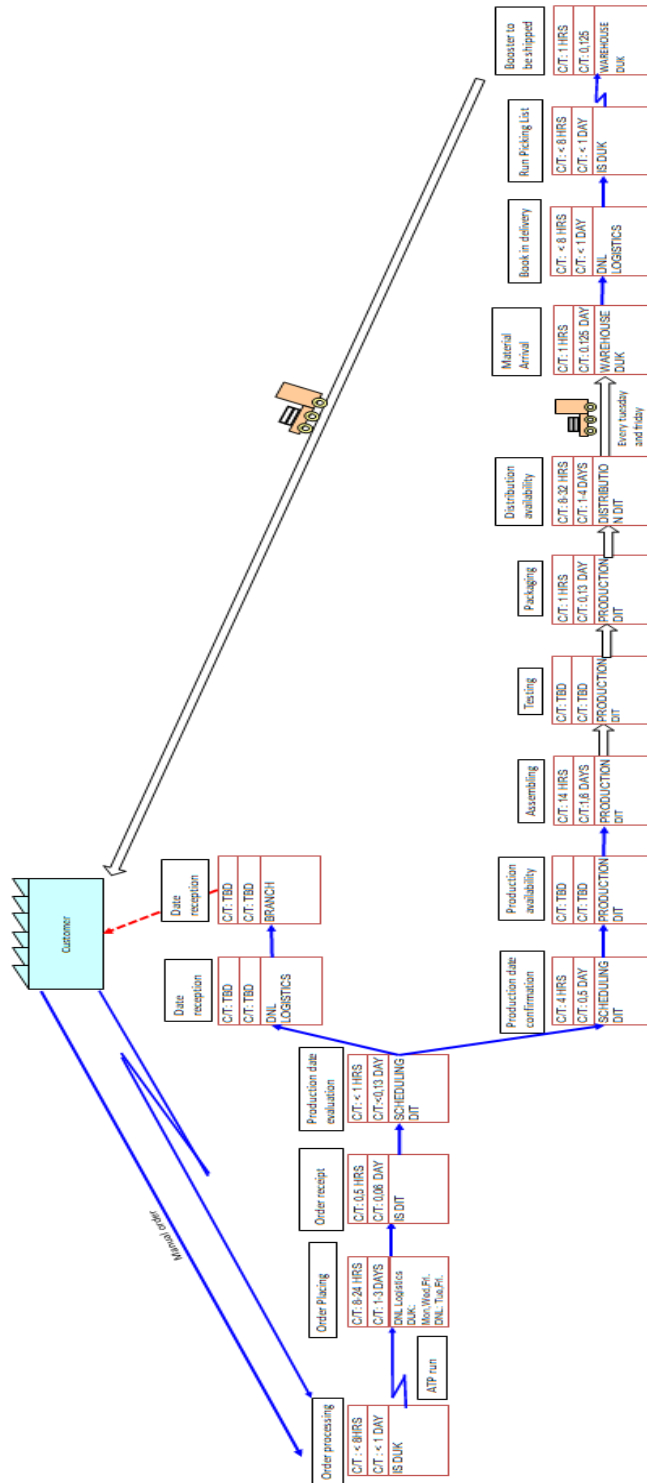 Customer
Manual order
Order processing
C/T: < 8HRS
C/T: < 1 DAY
IS DUK
ATP run
Order Placing
C/T: 8-24 HRS
C/T: 1-3 DAYS
DNL Logistics
DUK:
Mon,Wed,Fri.
DNL: Tue,Fri.
Order receipt
C/T: 0,5 HRS
C/T: 0,06 DAY
IS DIT
Production date
evaluation
C/T: < 1 HRS
C/T:<0,13 DAY
SCHEDULING
DIT
Date
reception
C/T: TBD
C/T: TBD
DNL
LOGISTICS
Date
reception
C/T: TBD
C/T: TBD
BRANCH
Production date
confirmation
C/T: 4 HRS
C/T: 0,5 DAY
SCHEDULING
DIT
Production
availability
C/T: TBD
C/T: TBD
PRODUCTION
DIT
Assembling
C/T: 14 HRS
C/T:1,6 DAYS
PRODUCTION
DIT
Testing
C/T: TBD
C/T: TBD
PRODUCTION
DIT
Packaging
C/T: 1 HRS
C/T: 0,13 DAY
PRODUCTION
DIT
Distribution
availability
C/T: 8-32 HRS
C/T: 1-4 DAYS
DISTRIBUTIO
N DIT
Every tuesday
and friday
Material
Arrival
C/T: 1 HRS
C/T: 0.125 DAY
WAREHOUSE
DUK
Book in delivery
C/T: < 8 HRS
C/T: < 1 DAY
DNL
LOGISTICS
Run Picking List
C/T: < 8 HRS
C/T: < 1 DAY
IS DUK
Booster to
be shipped
C/T: 1 HRS
C/T: 0,125
WAREHOUSE
DUK